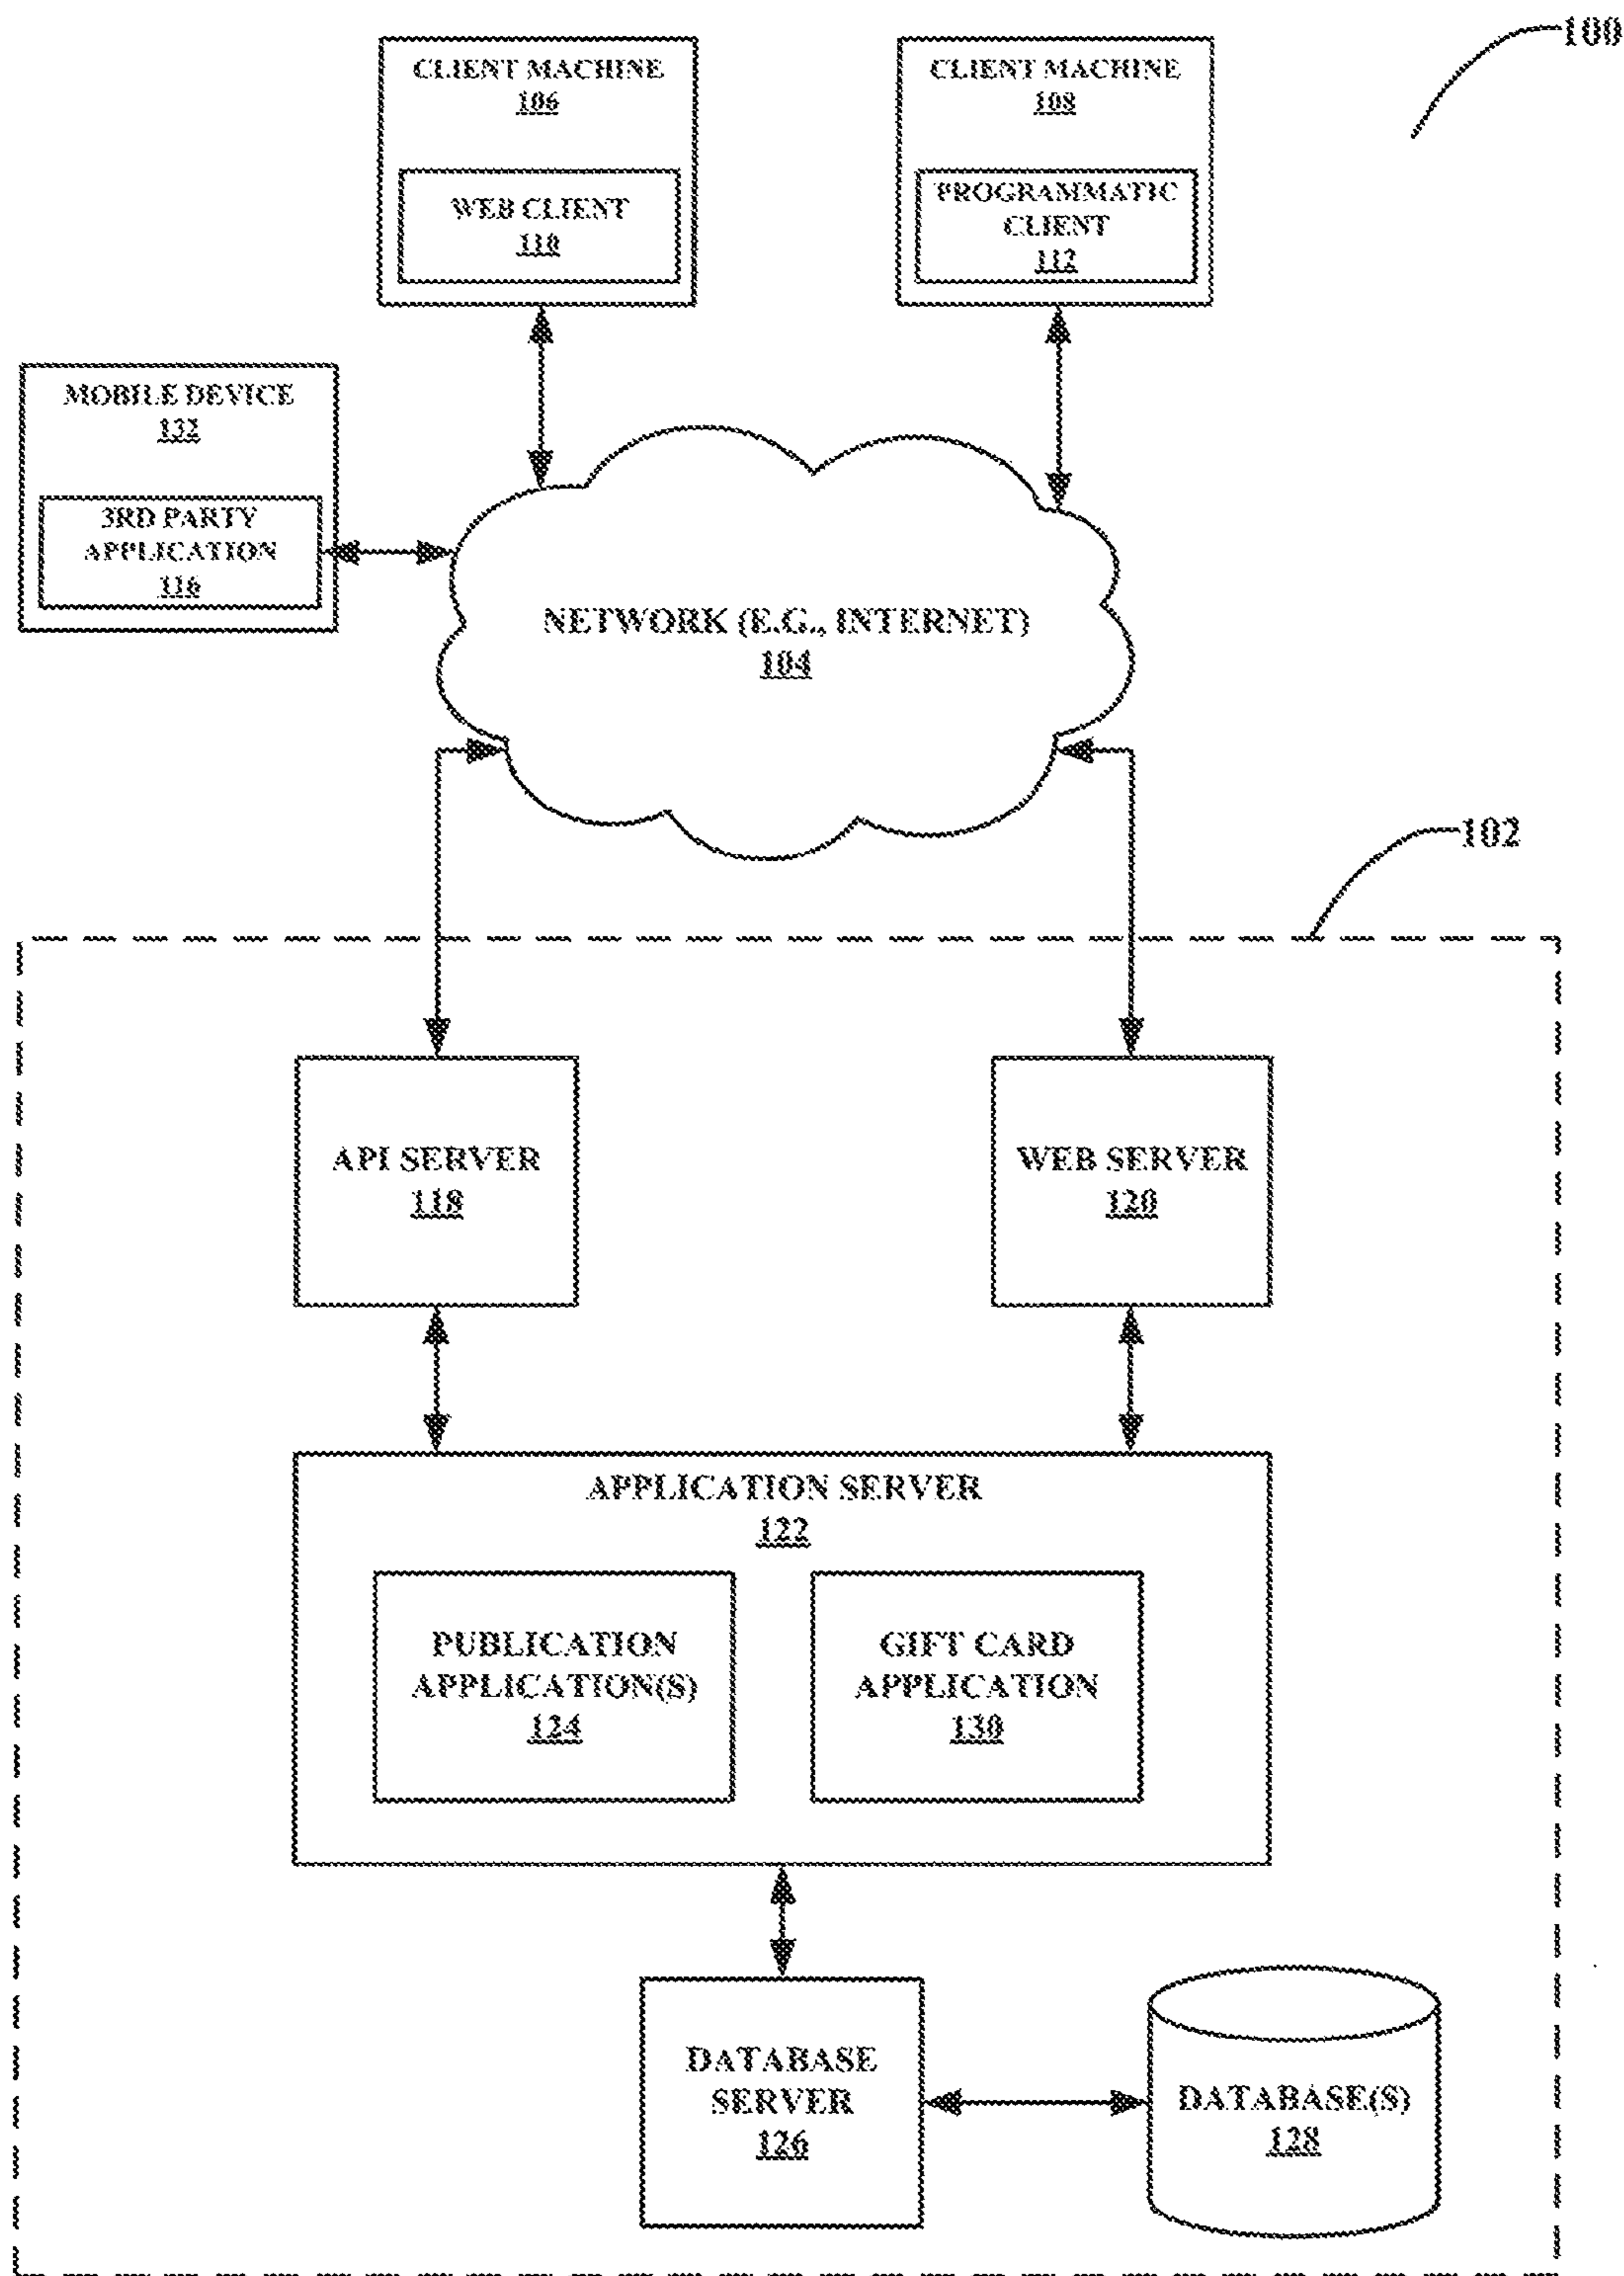 100
CLIENT MACHINE
106
WEB CLIENT
110
CLIENT MACHINE
108
PROGRAMMATIC
CLIENT
112
MOBILE DEVICE
132
3RD PARTY
APPLICATION
116
NETWORK (E.G., INTERNET)
104
102
API SERVER
118
WEB SERVER
120
APPLICATION SERVER
122
PUBLICATION
APPLICATION(S)
124
GIFT CARD
APPLICATION
130
DATABASE
SERVER
126
DATABASE(S)
128